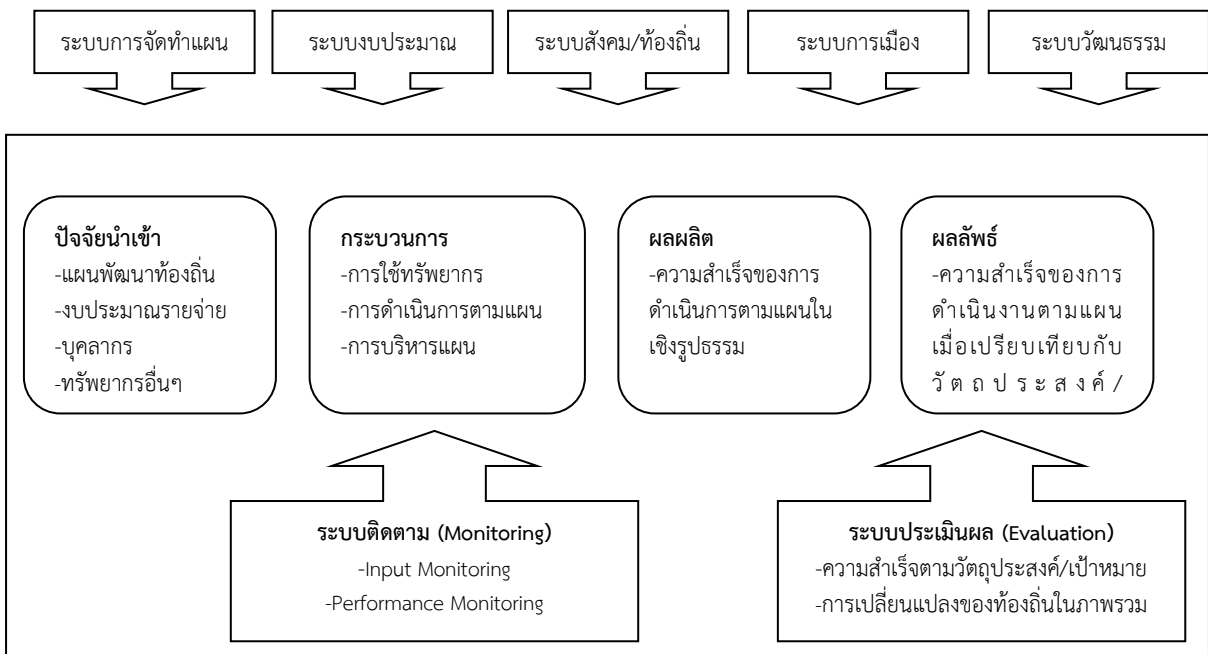 ระบบการจัดทำแผน
ระบบงบประมาณ
ระบบสังคม/ท้องถิ่น
ระบบการเมือง
ระบบวัฒนธรรม
ปัจจัยนำเข้า
-แผนพัฒนาท้องถิ่น
-งบประมาณรายจ่าย
-บุคลากร
-ทรัพยากรอื่นๆ
กระบวนการ
-การใช้ทรัพยากร
-การดำเนินการตามแผน
-การบริหารแผน
ผลผลิต
-ความสำเร็จของการ
ดำเนินการตามแผนใน
เชิงรูปธรรม
ผลลัพธ์
-ความสำเร็จของการ
ดำเนินงานตามแผน
เมื่อเปรียบเทียบกับ
วัตถุประสงค์/
ระบบติดตาม (Monitoring)
-Input Monitoring
-Performance Monitoring
ระบบประเมินผล (Evaluation)
-ความสำเร็จตามวัตถุประสงค์/เป้าหมาย
-การเปลี่ยนแปลงของท้องถิ่นในภาพรวม